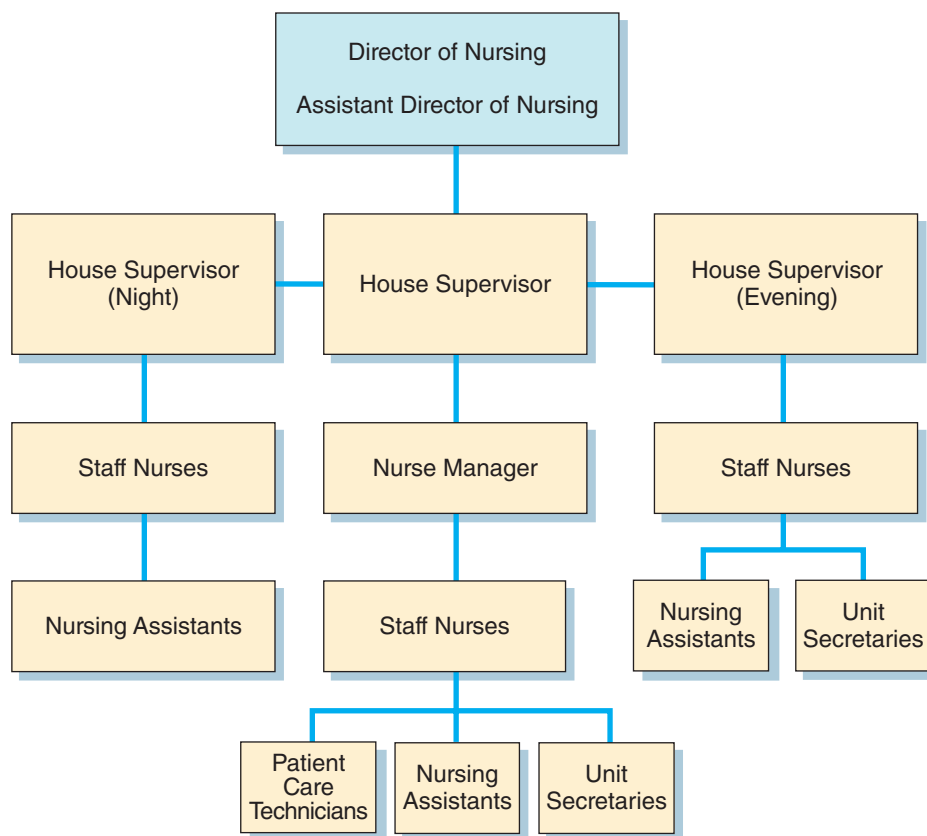 Director of Nursing
Assistant Director of Nursing
House Supervisor
(Night)
House Supervisor
House Supervisor
(Evening)
Staff Nurses
Nurse Manager
Staff Nurses
Nursing Assistants
Staff Nurses
Nursing
Assistants
Unit
Secretaries
Patient
Care
Technicians
Nursing
Assistants
Unit
Secretaries